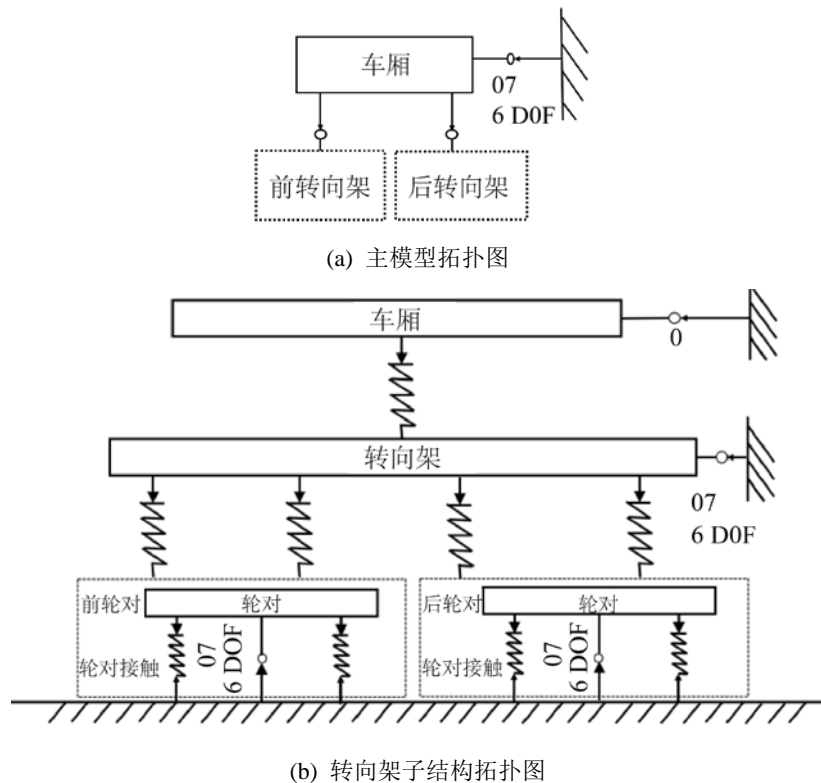 车厢
07
6 D0F
前转向架
后转向架
(a) 主模型拓扑图
车厢
0
转向架
07
6 D0F
前轮对
轮对
轮对接触
07
6 DOF
后轮对
轮对
轮对接触
07
6 DOF
(b) 转向架子结构拓扑图